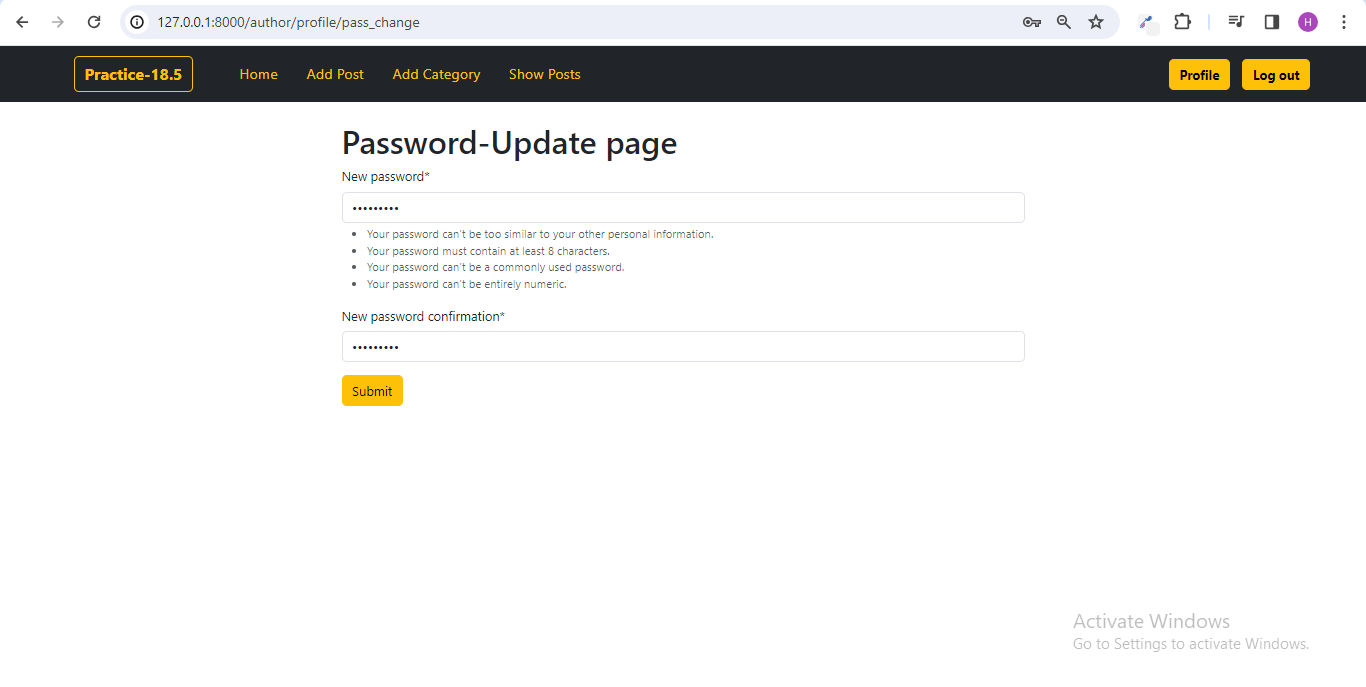 127.0.0.1:8000/author/profile/pass_change
H
Practice-18.5 Home Add Post Add Category Show Posts Profile Log out
Password-Update page
New password*
•••••••••
Your password can't be too similar to your other personal information.
Your password must contain at least 8 characters.
Your password can't be a commonly used password.
Your password can't be entirely numeric.
New password confirmation*
•••••••••
Submit
Activate Windows
Go to Settings to activate Windows.